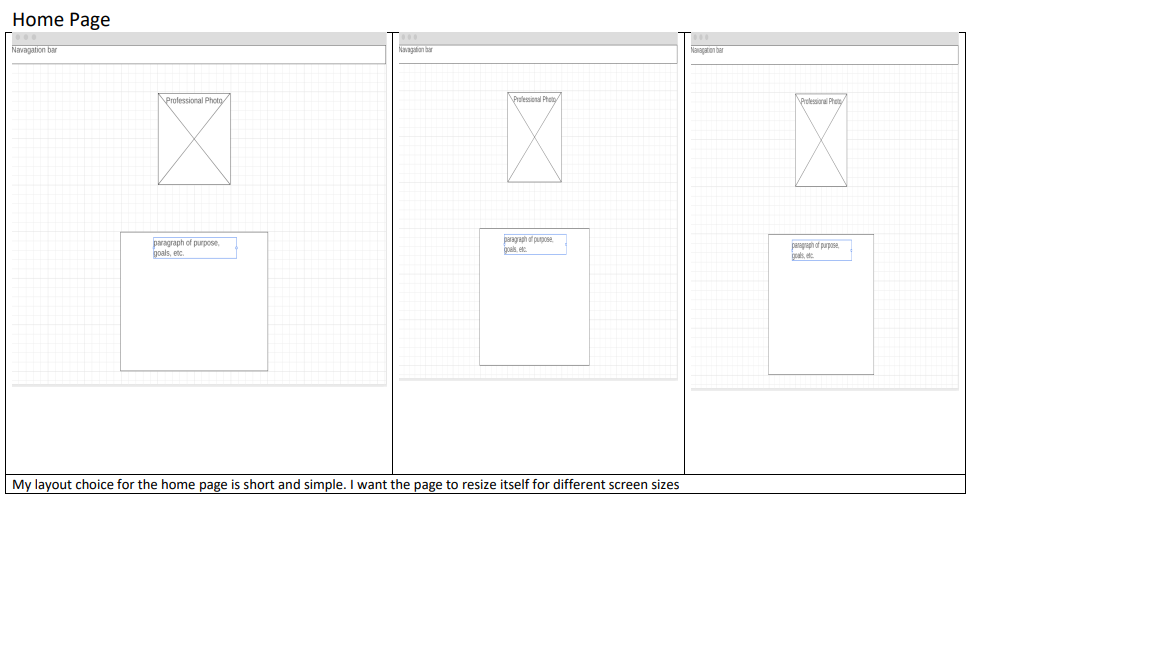 Home Page
Navagation bar
Professional Photo
paragraph of purpose,
goals, etc.
Navagation bar
Professional Photo
paragraph of purpose,
goals, etc.
Navagation bar
Professional Photo
paragraph of purpose,
goals, etc.
My layout choice for the home page is short and simple. I want the page to resize itself for different screen sizes